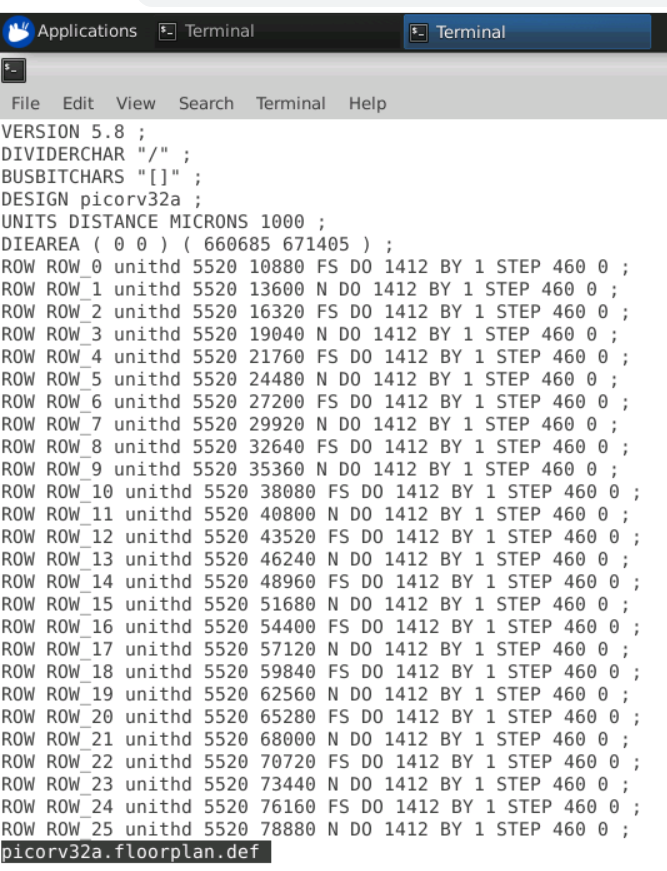 Applications Terminal Terminal
File Edit View Search Terminal Help
VERSION 5.8 ;
DIVIDERCHAR "/" ;
BUSBITCHARS "[]" ;
DESIGN picorv32a ;
UNITS DISTANCE MICRONS 1000 ;
DIEAREA ( 0 0 ) ( 660685 671405 ) ;
ROW ROW_0 unithd 5520 10880 FS DO 1412 BY 1 STEP 460 0 ;
ROW ROW_1 unithd 5520 13600 N DO 1412 BY 1 STEP 460 0 ;
ROW ROW_2 unithd 5520 16320 FS DO 1412 BY 1 STEP 460 0 ;
ROW ROW_3 unithd 5520 19040 N DO 1412 BY 1 STEP 460 0 ;
ROW ROW_4 unithd 5520 21760 FS DO 1412 BY 1 STEP 460 0 ;
ROW ROW_5 unithd 5520 24480 N DO 1412 BY 1 STEP 460 0 ;
ROW ROW_6 unithd 5520 27200 FS DO 1412 BY 1 STEP 460 0 ;
ROW ROW_7 unithd 5520 29920 N DO 1412 BY 1 STEP 460 0 ;
ROW ROW_8 unithd 5520 32640 FS DO 1412 BY 1 STEP 460 0 ;
ROW ROW_9 unithd 5520 35360 N DO 1412 BY 1 STEP 460 0 ;
ROW ROW_10 unithd 5520 38080 FS DO 1412 BY 1 STEP 460 0 ;
ROW ROW_11 unithd 5520 40800 N DO 1412 BY 1 STEP 460 0 ;
ROW ROW_12 unithd 5520 43520 FS DO 1412 BY 1 STEP 460 0 ;
ROW ROW_13 unithd 5520 46240 N DO 1412 BY 1 STEP 460 0 ;
ROW ROW_14 unithd 5520 48960 FS DO 1412 BY 1 STEP 460 0 ;
ROW ROW_15 unithd 5520 51680 N DO 1412 BY 1 STEP 460 0 ;
ROW ROW_16 unithd 5520 54400 FS DO 1412 BY 1 STEP 460 0 ;
ROW ROW_17 unithd 5520 57120 N DO 1412 BY 1 STEP 460 0 ;
ROW ROW_18 unithd 5520 59840 FS DO 1412 BY 1 STEP 460 0 ;
ROW ROW_19 unithd 5520 62560 N DO 1412 BY 1 STEP 460 0 ;
ROW ROW_20 unithd 5520 65280 FS DO 1412 BY 1 STEP 460 0 ;
ROW ROW_21 unithd 5520 68000 N DO 1412 BY 1 STEP 460 0 ;
ROW ROW_22 unithd 5520 70720 FS DO 1412 BY 1 STEP 460 0 ;
ROW ROW_23 unithd 5520 73440 N DO 1412 BY 1 STEP 460 0 ;
ROW ROW_24 unithd 5520 76160 FS DO 1412 BY 1 STEP 460 0 ;
ROW ROW_25 unithd 5520 78880 N DO 1412 BY 1 STEP 460 0 ;
picorv32a.floorplan.def